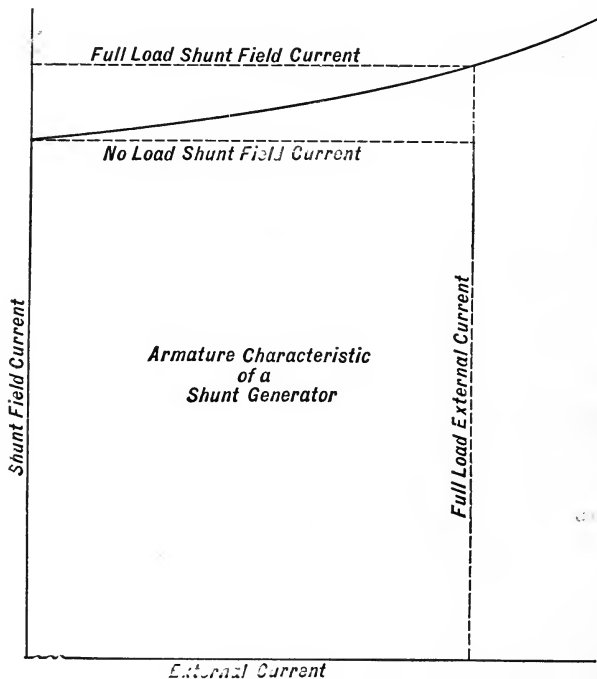 Full Load Shunt Field Current
No Load Shunt Field Current
Shunt Field Current
Armature Characteristic
of a
Shunt Generator
Full Load External Current
External Current